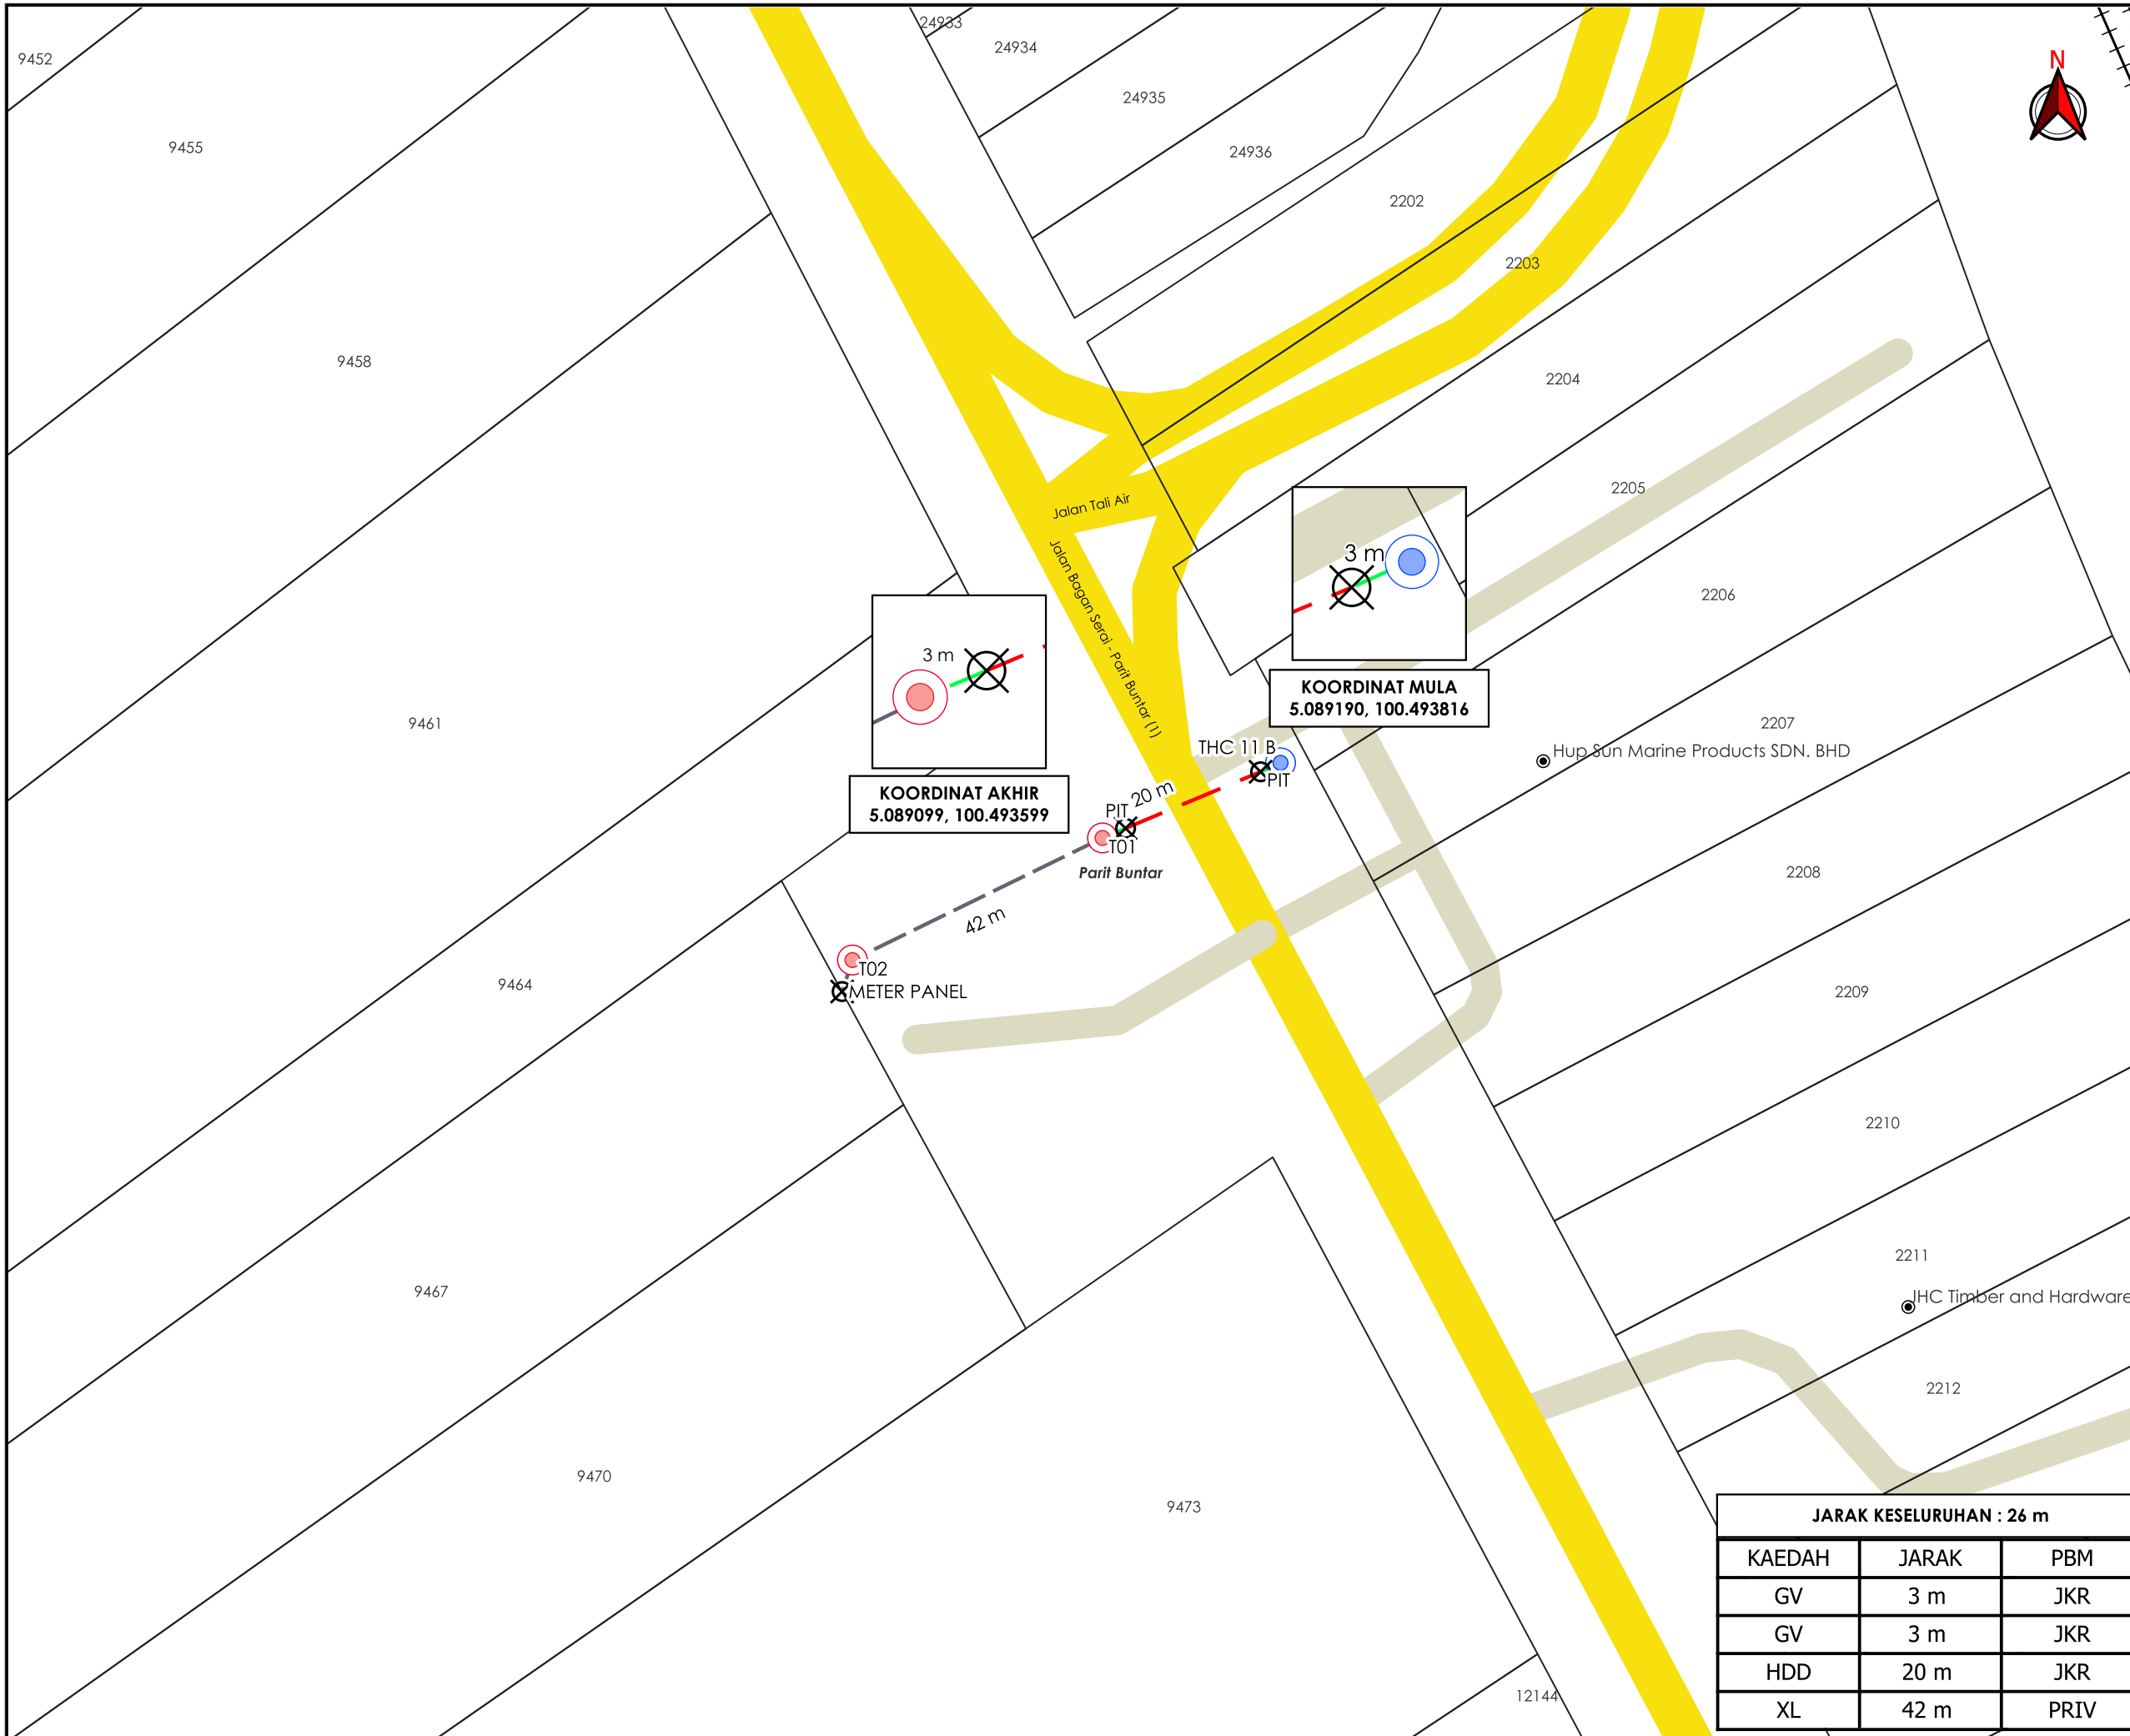 24933
24934
9452
N
24935
9455
24936
2202
2203
9458
2204
Jalan Tali Air
2205
3 m
Jalan Bagan Serai - Parit Buntar (1)
2206
3 m
KOORDINAT MULA
5.089190, 100.493816
9461
2207
THC 11 B
Hup Sun Marine Products SDN. BHD
PIT
KOORDINAT AKHIR
5.089099, 100.493599
20 m
PIT
T01
Parit Buntar
2208
42 m
T02
9464
METER PANEL
2209
2210
2211
9467
JHC Timber and Hardware
2212
9470
9473
12144
JARAK KESELURUHAN : 26 m
KAEDAH JARAK PBM
GV 3 m JKR
GV 3 m JKR
HDD 20 m JKR
XL 42 m PRIV